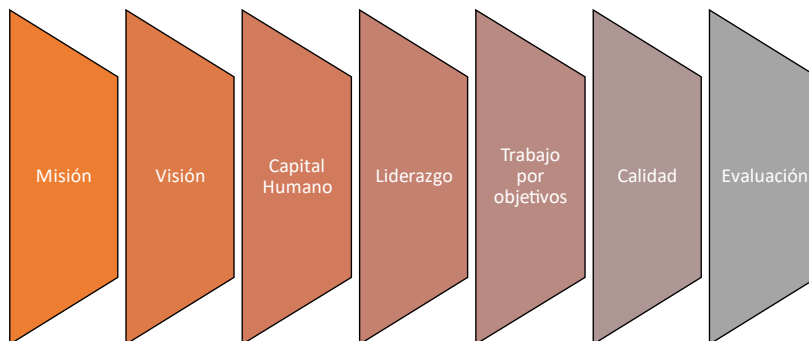 Misión
Visión
Capital
Humano
Liderazgo
Trabajo
por
objetivos
Calidad
Evaluación